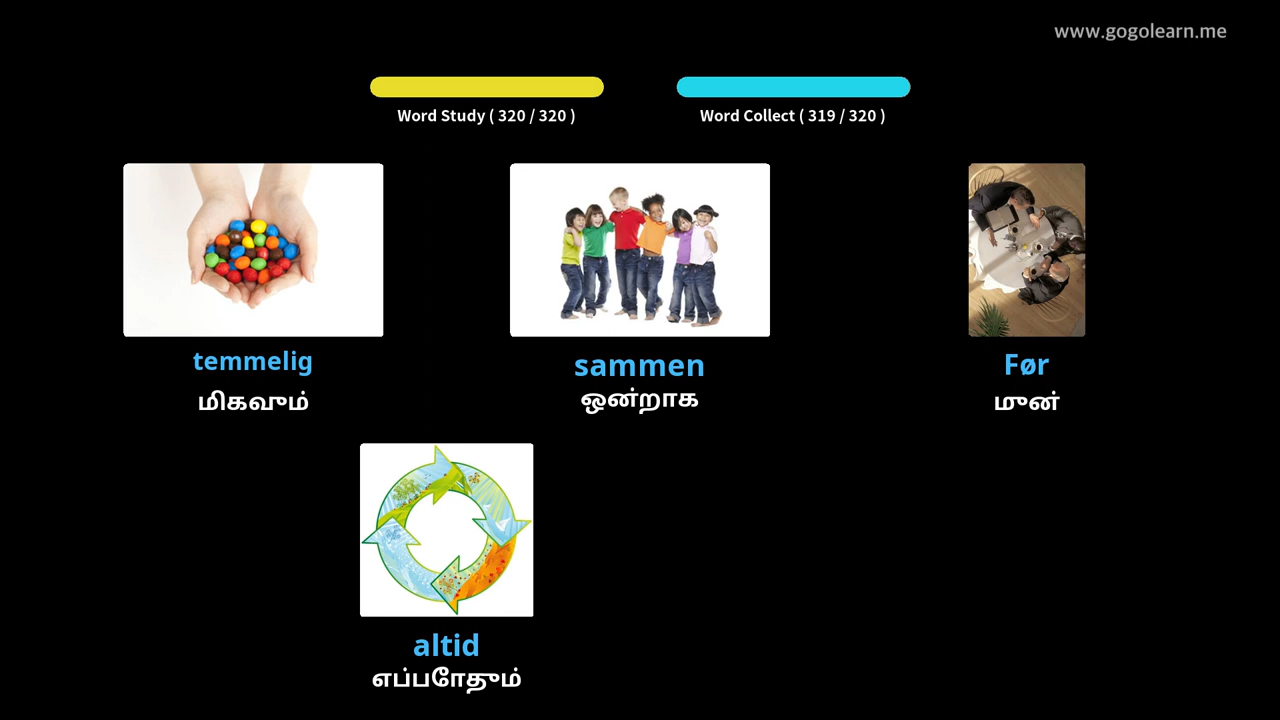 www.gogolearn.me
Word Study ( 320 / 320 )
Word Collect ( 319 / 320 )
temmelig
மிகவும்
sammen
ஒன்றாக
Før
முன்
altid
எப்போதும்